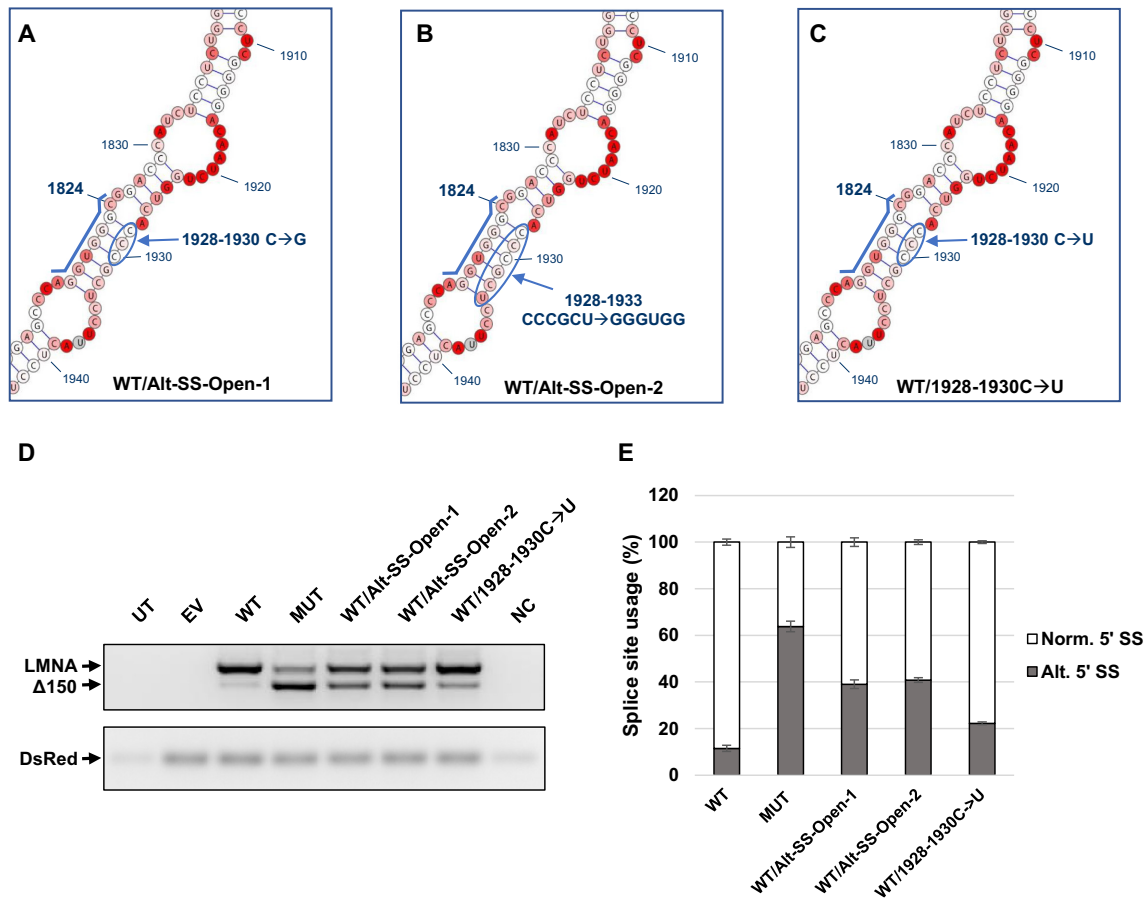 A
1910
1830
1920
1824
1928-1930 C→G
1930
1940
WT/Alt-SS-Open-1
B
1910
1830
1920
1824
1930
1928-1933
CCCGCU→GGGUGG
1940
WT/Alt-SS-Open-2
C
1910
1830
1920
1824
1928-1930 C→U
1930
1940
WT/1928-1930C→U
D
UT EV WT MUT WT/Alt-SS-Open-1 WT/Alt-SS-Open-2 WT/1928-1930C→U NC
LMNA
Δ150
DsRed
E
Splice site usage (%)
120
100
80
60
40
20
0
WT MUT WT/Alt-SS-Open-1 WT/Alt-SS-Open-2 WT/1928-1930C->U
Norm. 5' SS
Alt. 5' SS